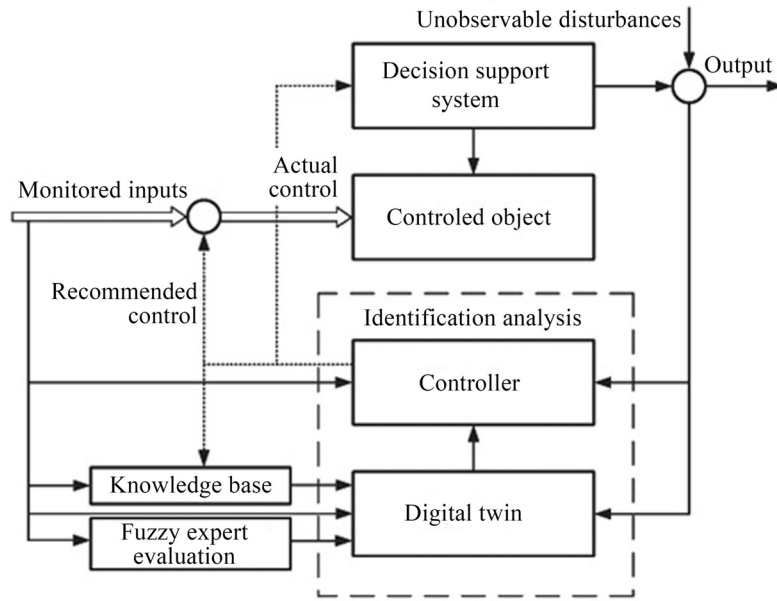 Unobservable disturbances
Decision support
system
Output
Actual
control
Monitored inputs
Controled object
Recommended
control
Identification analysis
Controller
Knowledge base
Digital twin
Fuzzy expert
evaluation